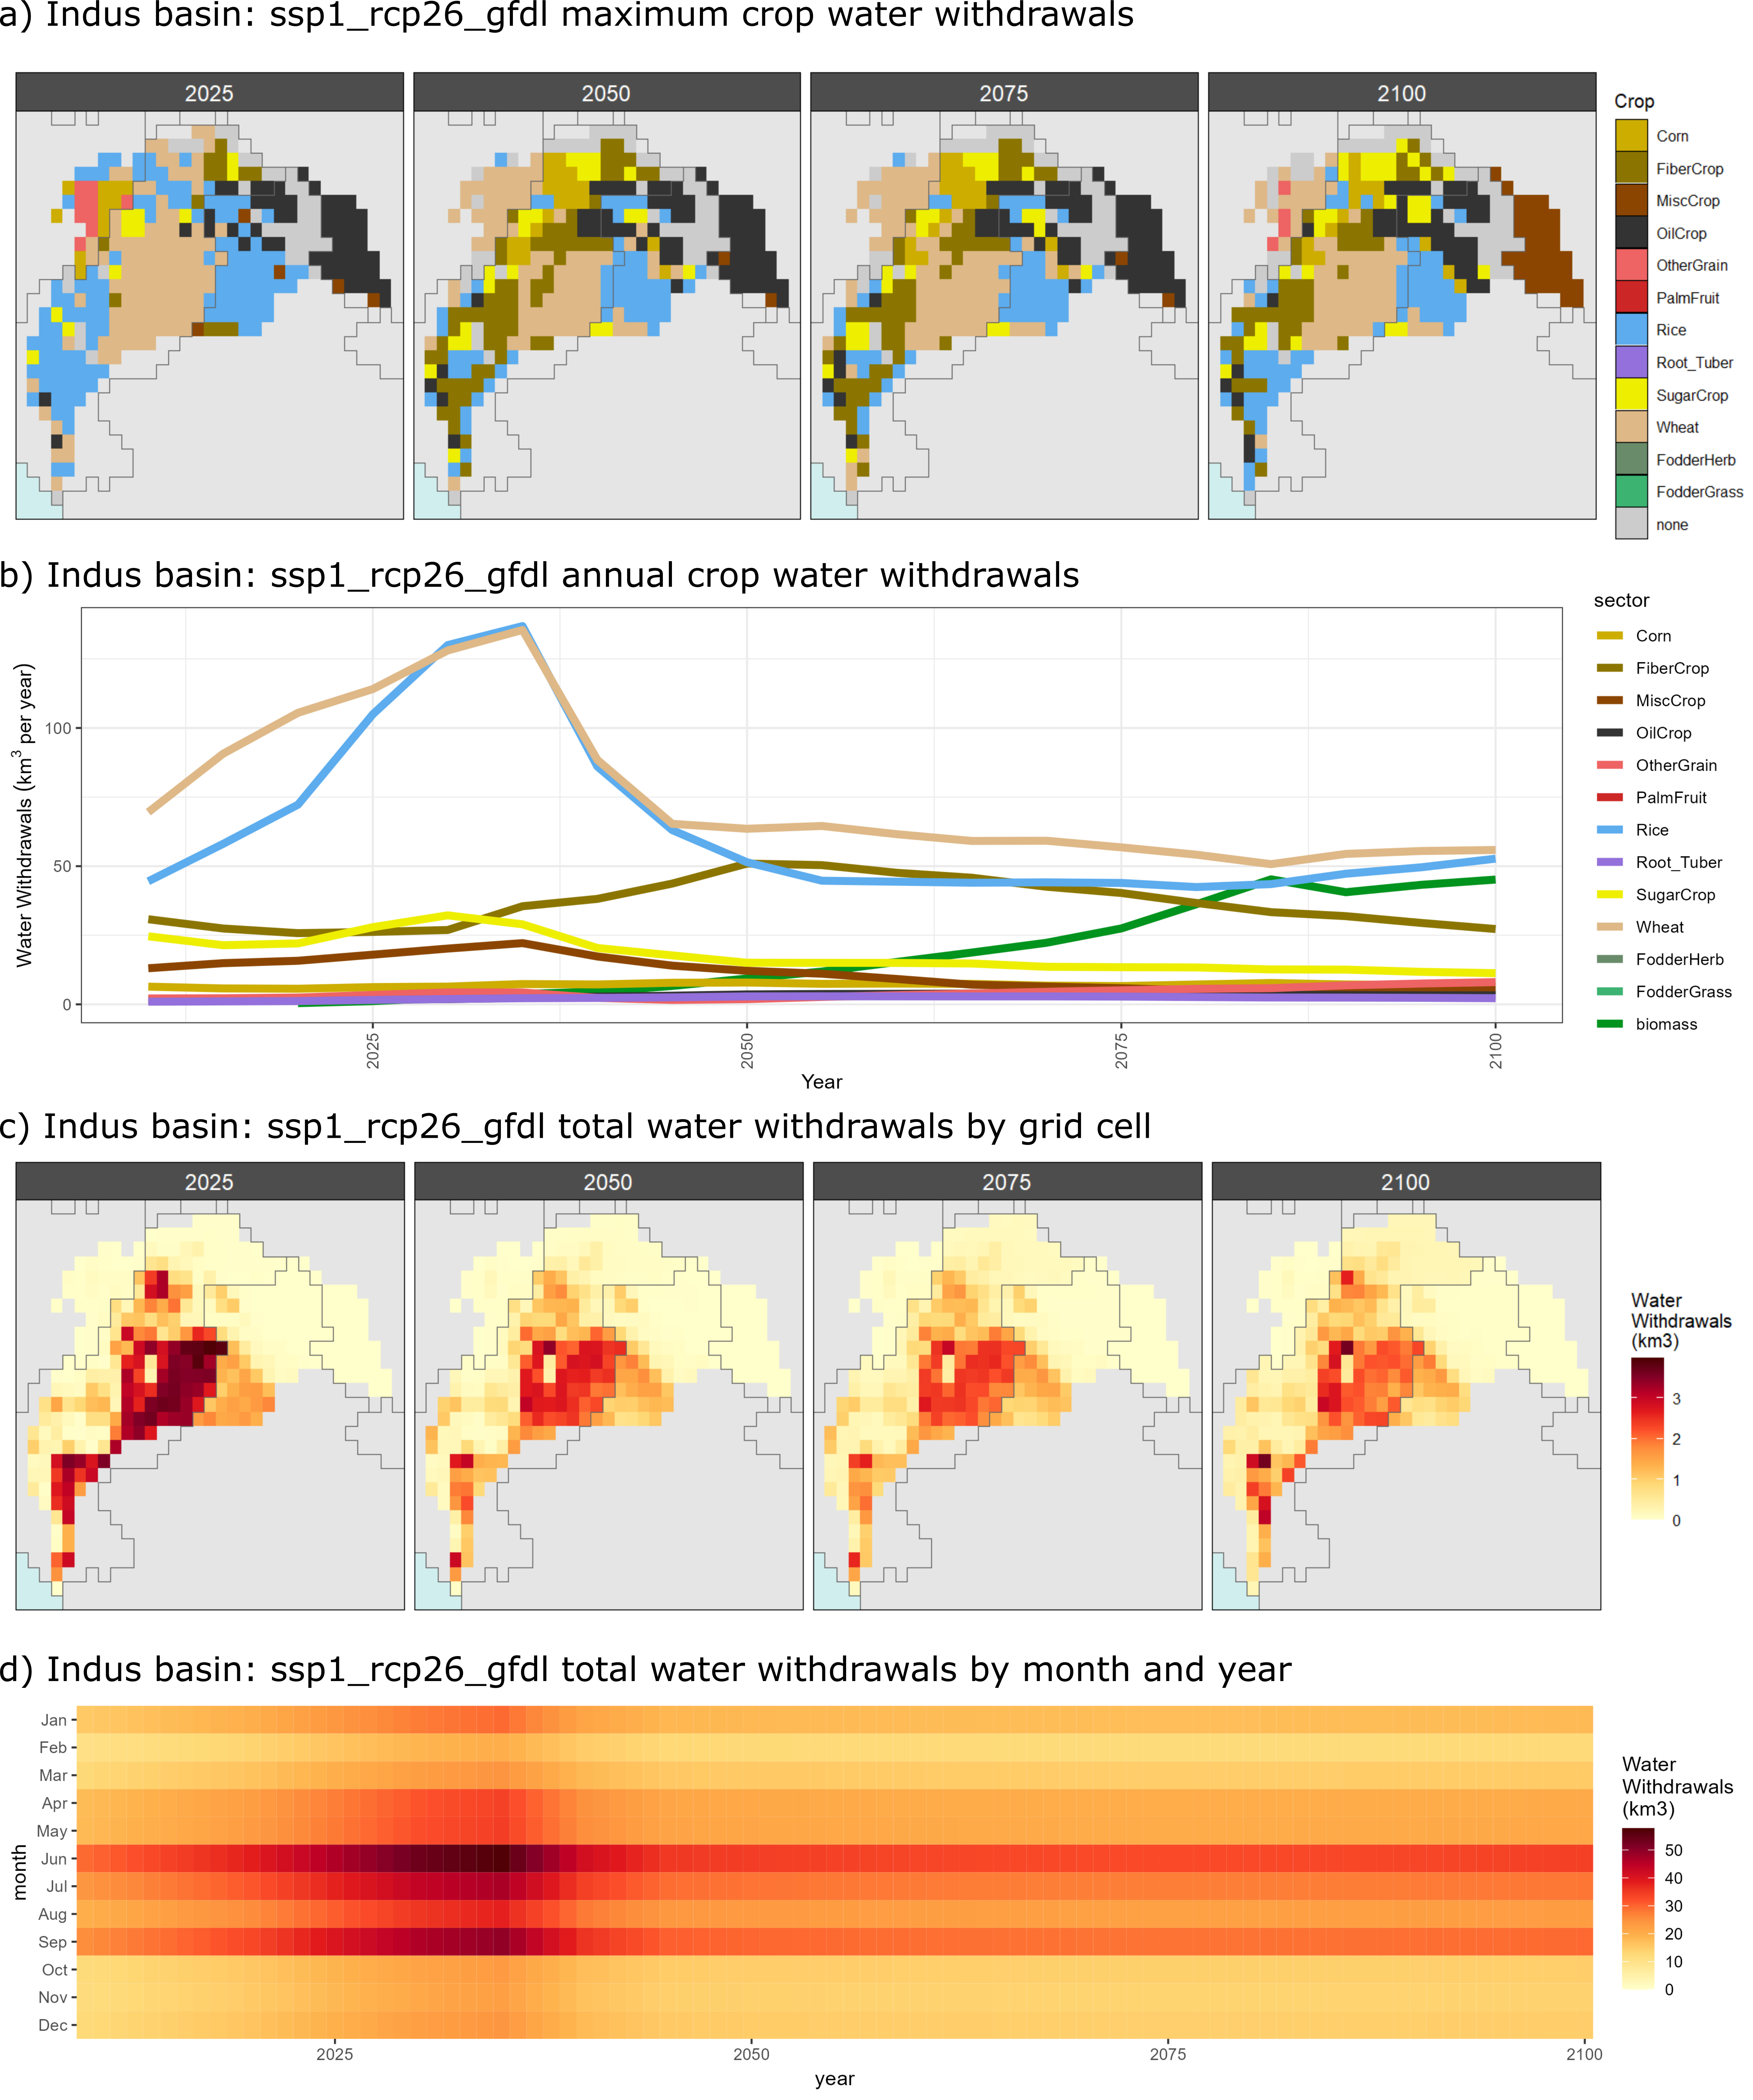 a) Indus basin: ssp1_rcp26_gfdl maximum crop water withdrawals
2025 2050 2075 2100
Crop
Corn
FiberCrop
MiscCrop
OilCrop
OtherGrain
PalmFruit
Rice
Root_Tuber
SugarCrop
Wheat
FodderHerb
FodderGrass
none
b) Indus basin: ssp1_rcp26_gfdl annual crop water withdrawals
Water Withdrawals (km³ per year)
100
50
0
2025 2050 2075 2100
Year
sector
Corn
FiberCrop
MiscCrop
OilCrop
OtherGrain
PalmFruit
Rice
Root_Tuber
SugarCrop
Wheat
FodderHerb
FodderGrass
biomass
c) Indus basin: ssp1_rcp26_gfdl total water withdrawals by grid cell
2025 2050 2075 2100
Water
Withdrawals
(km3)
3
2
1
0
d) Indus basin: ssp1_rcp26_gfdl total water withdrawals by month and year
month
Jan
Feb
Mar
Apr
May
Jun
Jul
Aug
Sep
Oct
Nov
Dec
2025 2050 2075 2100
year
Water
Withdrawals
(km3)
50
40
30
20
10
0